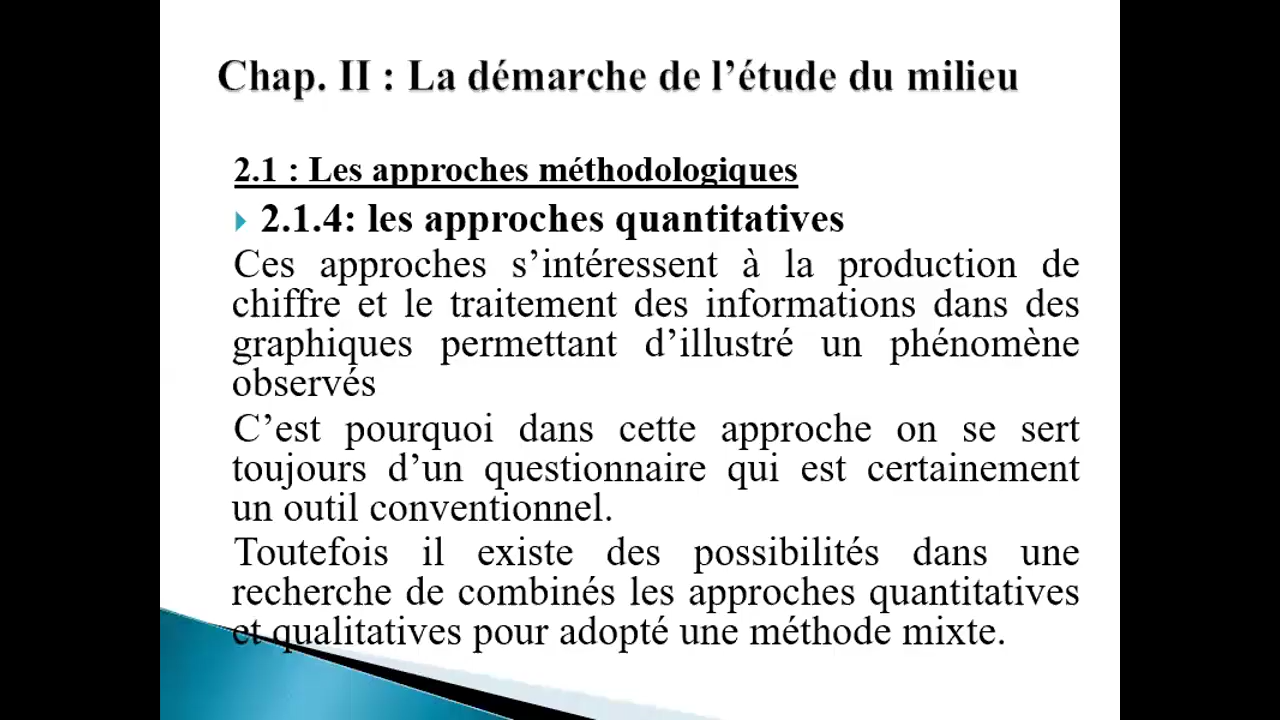 Chap. II : La démarche de l’étude du milieu
2.1 : Les approches méthodologiques
2.1.4: les approches quantitatives
Ces approches s’intéressent à la production de
chiffre et le traitement des informations dans des
graphiques permettant d’illustré un phénomène
observés
C’est pourquoi dans cette approche on se sert
toujours d’un questionnaire qui est certainement
un outil conventionnel.
Toutefois il existe des possibilités dans une
recherche de combinés les approches quantitatives
et qualitatives pour adopté une méthode mixte.